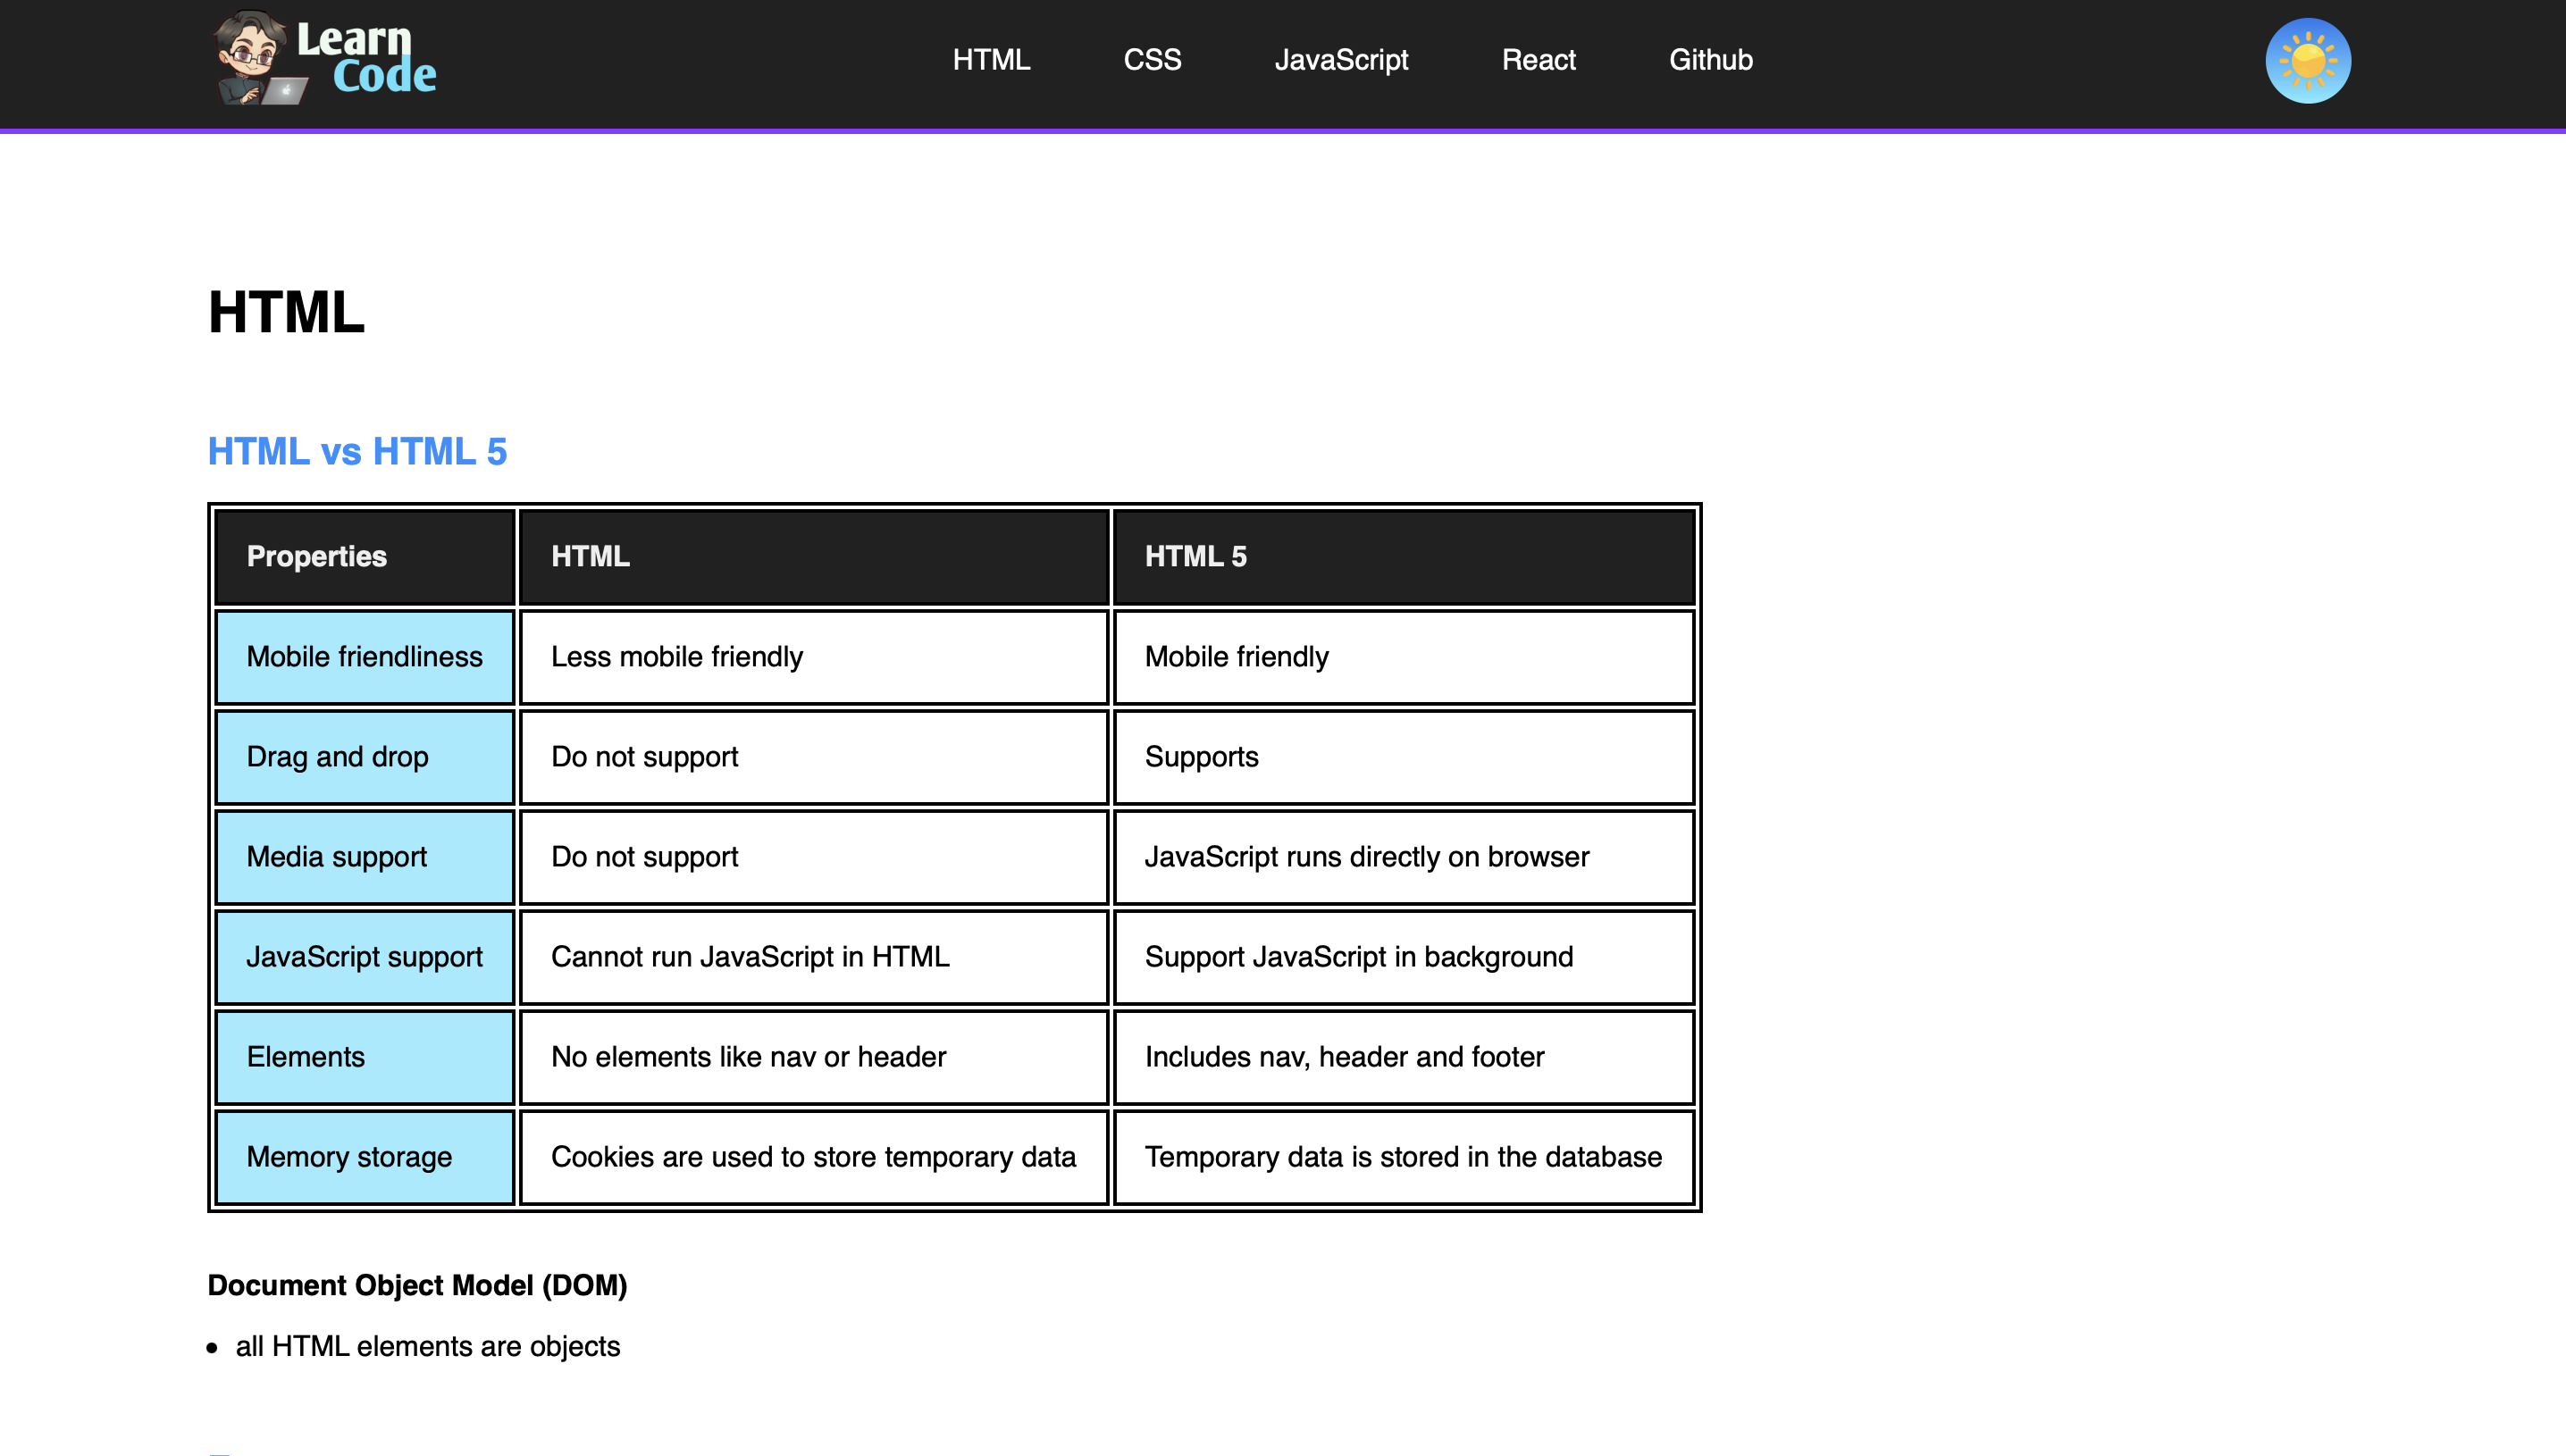 Learn
Code
HTML CSS JavaScript React Github
HTML
HTML vs HTML 5
Properties HTML HTML 5
Mobile friendliness Less mobile friendly Mobile friendly
Drag and drop Do not support Supports
Media support Do not support JavaScript runs directly on browser
JavaScript support Cannot run JavaScript in HTML Support JavaScript in background
Elements No elements like nav or header Includes nav, header and footer
Memory storage Cookies are used to store temporary data Temporary data is stored in the database
Document Object Model (DOM)
• all HTML elements are objects